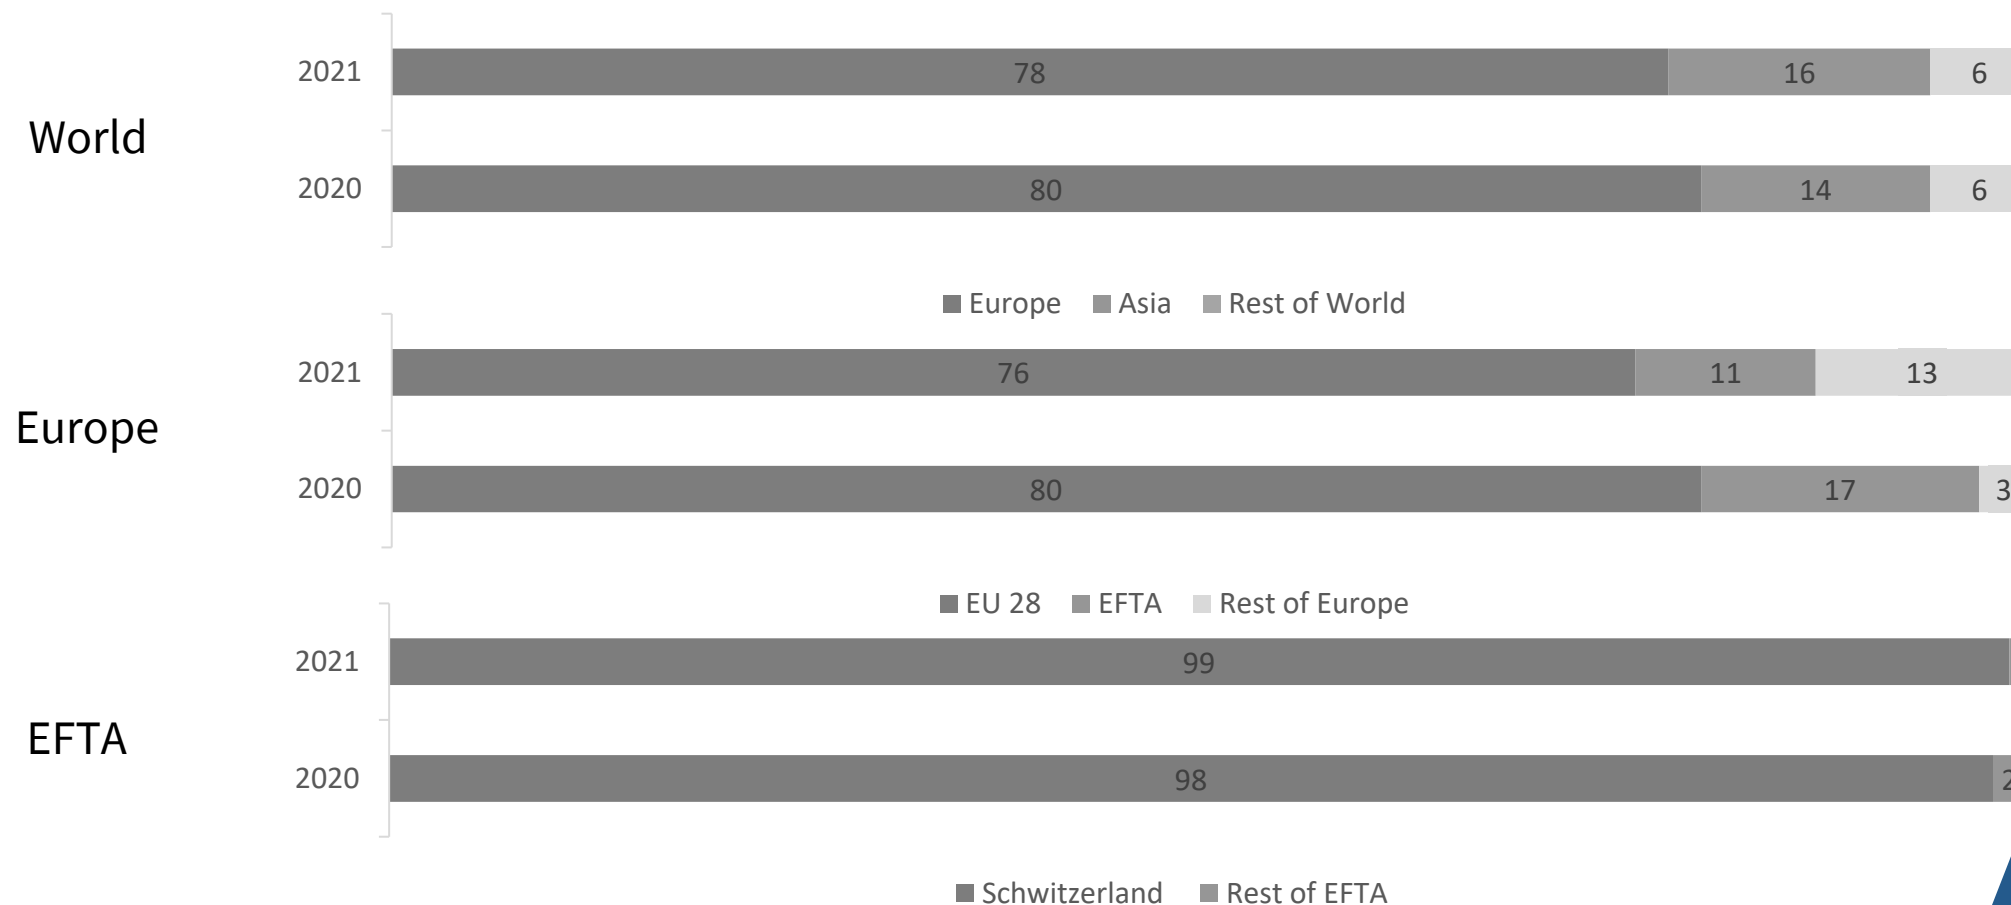 2021 78 16 6
World
2020 80 14 6
Europe Asia Rest of World
2021 76 11 13
Europe
2020 80 17 3
EU 28 EFTA Rest of Europe
2021 99
EFTA
2020 98 2
Schwitzerland Rest of EFTA